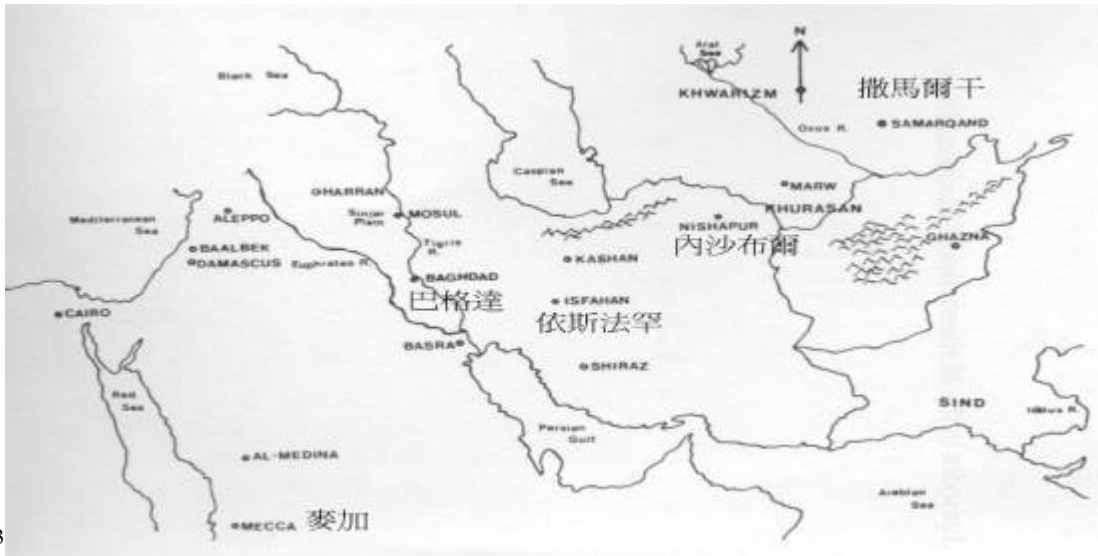 Aral
Sea
N
KHWARIZM
撒馬爾干
Oxus R.
SAMARQAND
Black Sea
Caspian
Sea
HARRAN
MARW
ALEPPO
Sinjar
Plain
MOSUL
KHURASAN
NISHAPUR
Mediterranean
Sea
Tigris
R.
內沙布爾
GHAZNA
BAALBEK
DAMASCUS
Euphrates R.
KASHAN
BAGHDAD
巴格達
ISFAHAN
依斯法罕
CAIRO
BASRA
SHIRAZ
Red
Sea
SIND
Indus R.
Persian
Gulf
AL-MEDINA
Arabian
Sea
MECCA
麥加
3